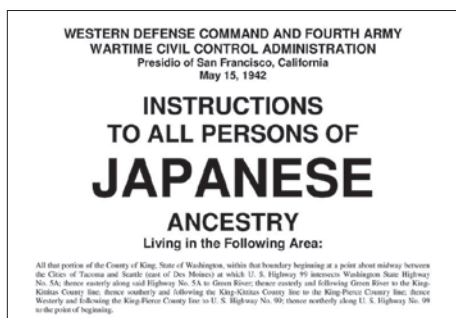 WESTERN DEFENSE COMMAND AND FOURTH ARMY
WARTIME CIVIL CONTROL ADMINISTRATION
Presidio of San Francisco, California
May 15, 1942
INSTRUCTIONS
TO ALL PERSONS OF
JAPANESE
ANCESTRY
Living in the Following Area:
All that portion of the County of King, State of Washington, within that boundary beginning at a point about midway between
the Cities of Tacoma and Seattle (east of Des Moines) at which U. S. Highway 99 intersects Washington State Highway
No. 5A; thence easterly along said Highway No. 5A to Green River; thence easterly and following Green River to the King-
Kittitas County line; thence southerly and following the King-Kittitas County line to the King-Pierce Country line; thence
Westerly and following the King-Pierce County line to U. S. Highway No. 99; thence northerly along U. S. Highway No. 99
to the point of beginning.